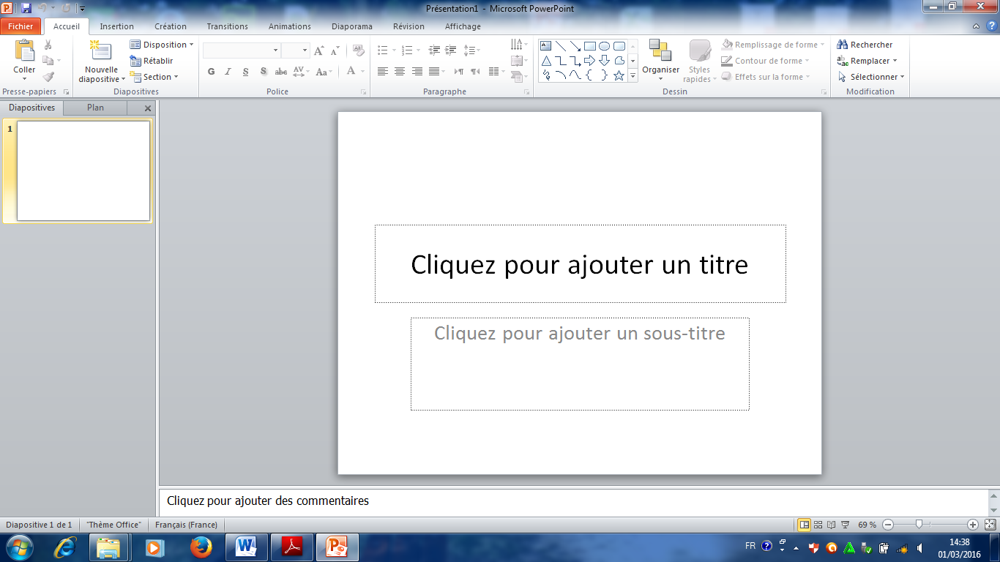 Présentation1 - Microsoft PowerPoint
Fichier Accueil Insertion Création Transitions Animations Diaporama Révision Affichage
Coller
Presse-papiers
Nouvelle diapositive
Disposition
Rétablir
Section
Diapositives
G I S S abc AV Aa A
Police
Paragraphe
Organiser
Styles rapides
Remplissage de forme
Contour de forme
Effets sur la forme
Dessin
Rechercher
Remplacer
Sélectionner
Modification
Diapositives Plan
1
Cliquez pour ajouter un titre
Cliquez pour ajouter un sous-titre
Cliquez pour ajouter des commentaires
Diapositive 1 de 1 "Thème Office" Français (France) 69 %
FR 14:38
01/03/2016